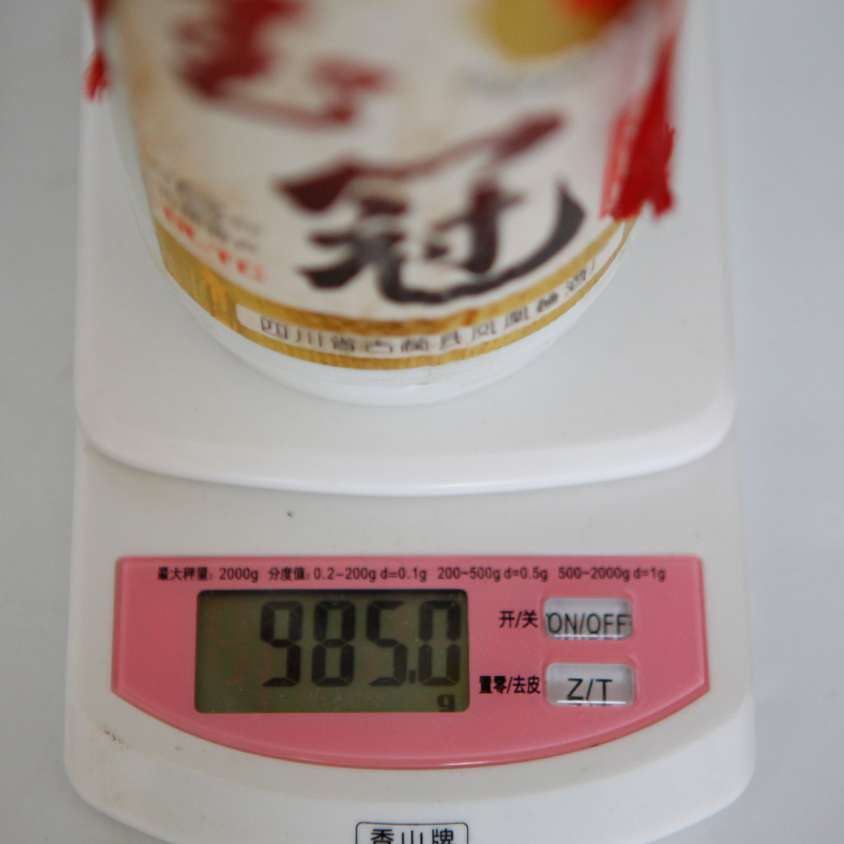 冠
四川省古蔺县凤凰糖酒厂
最大秤量: 2000g 分度值: 0.2-200g d=0.1g 200~500g d=0.5g 500~2000g d=1g
985.0
g
开/关 ON/OFF
置零/去皮 Z/T
香山牌